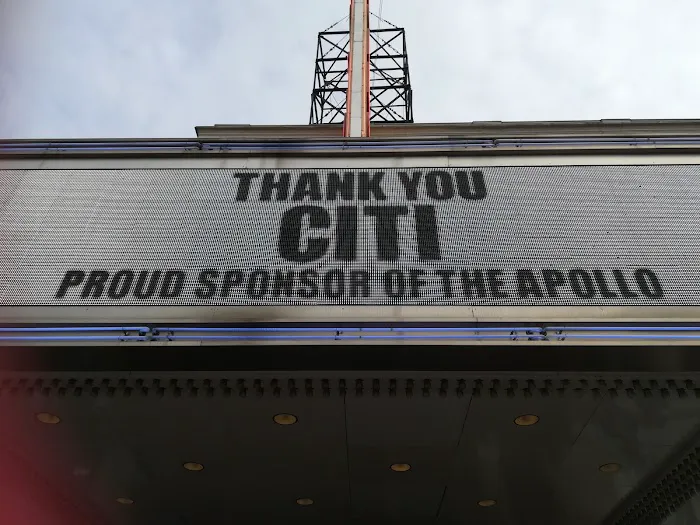 THANK YOU
CITI
PROUD SPONSOR OF THE APOLLO